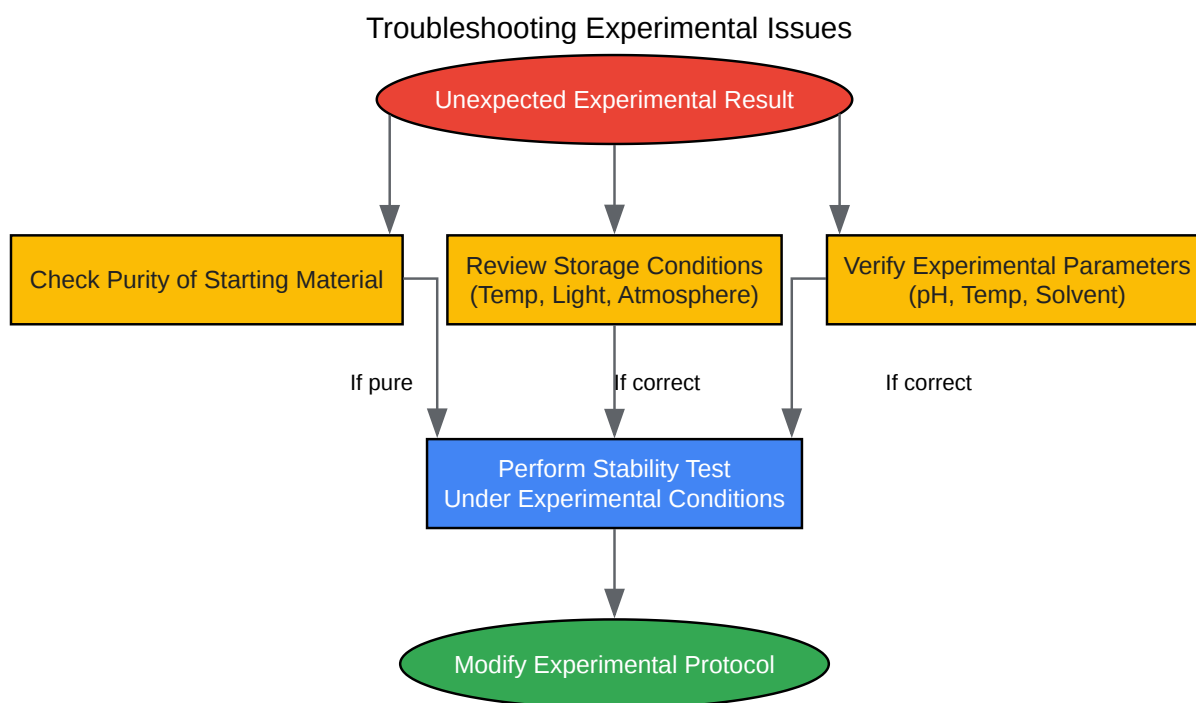 Troubleshooting Experimental Issues
Unexpected Experimental Result
Check Purity of Starting Material
Review Storage Conditions
(Temp, Light, Atmosphere)
Verify Experimental Parameters
(pH, Temp, Solvent)
If pure
If correct
If correct
Perform Stability Test
Under Experimental Conditions
Modify Experimental Protocol